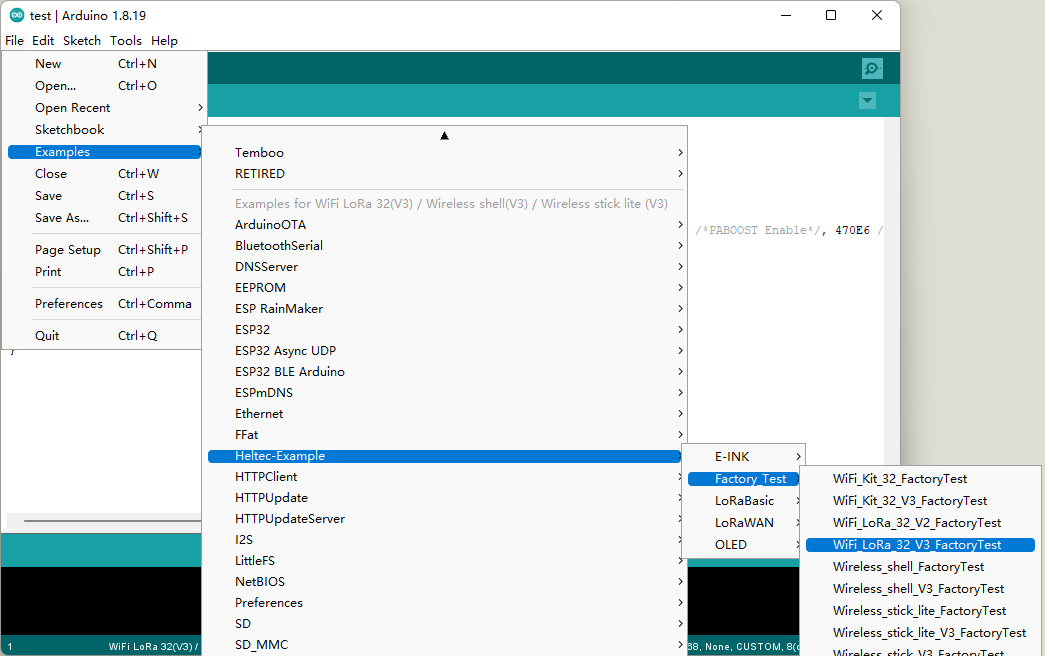 test | Arduino 1.8.19
File Edit Sketch Tools Help
New Ctrl+N
Open... Ctrl+O
Open Recent
Sketchbook
Examples
Close Ctrl+W
Save Ctrl+S
Save As... Ctrl+Shift+S
Page Setup Ctrl+Shift+P
Print Ctrl+P
Preferences Ctrl+Comma
Quit Ctrl+Q
Temboo
RETIRED
Examples for WiFi LoRa 32(V3) / Wireless shell(V3) / Wireless stick lite (V3)
ArduinoOTA
BluetoothSerial
DNSServer
EEPROM
ESP RainMaker
ESP32
ESP32 Async UDP
ESP32 BLE Arduino
ESPmDNS
Ethernet
FFat
Heltec-Example
HTTPClient
HTTPUpdate
HTTPUpdateServer
I2S
LittleFS
NetBIOS
Preferences
SD
SD_MMC
/*PABOOST Enable*/, 470E6 /
E-INK
Factory_Test
LoRaBasic
LoRaWAN
OLED
WiFi_Kit_32_FactoryTest
WiFi_Kit_32_V3_FactoryTest
WiFi_LoRa_32_V2_FactoryTest
WiFi_LoRa_32_V3_FactoryTest
Wireless_shell_FactoryTest
Wireless_shell_V3_FactoryTest
Wireless_stick_lite_FactoryTest
Wireless_stick_lite_V3_FactoryTest
Wireless_stick_V3_FactoryTest
1 WiFi LoRa 32(V3) /
None, CUSTOM,